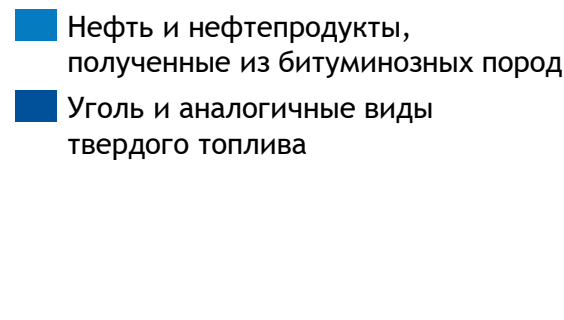 Нефть и нефтепродукты,
полученные из битуминозных пород
Уголь и аналогичные виды
твердого топлива